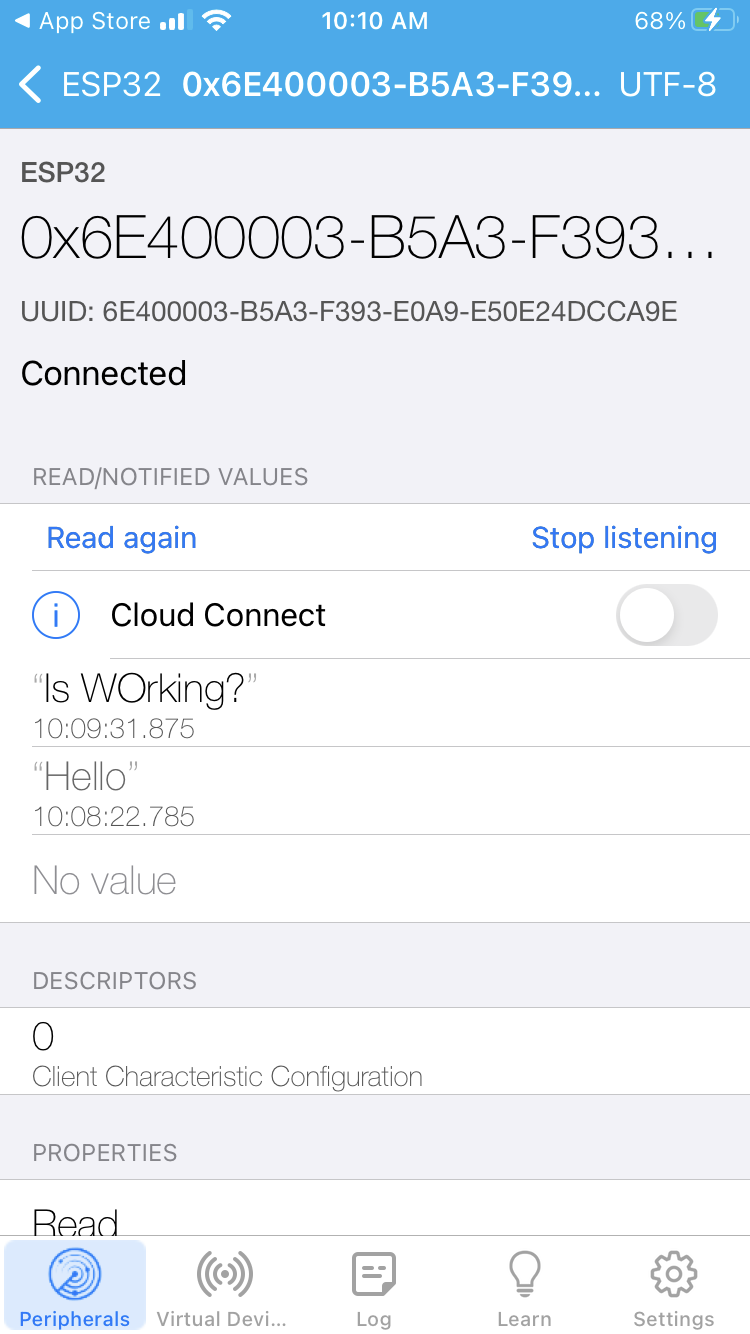 App Store 10:10 AM 68%
ESP32 0x6E400003-B5A3-F39... UTF-8
ESP32
0x6E400003-B5A3-F393...
UUID: 6E400003-B5A3-F393-E0A9-E50E24DCCA9E
Connected
READ/NOTIFIED VALUES
Read again Stop listening
i Cloud Connect
“Is WOrking?”
10:09:31.875
“Hello”
10:08:22.785
No value
DESCRIPTORS
0
Client Characteristic Configuration
PROPERTIES
Read
Peripherals Virtual Devi... Log Learn Settings